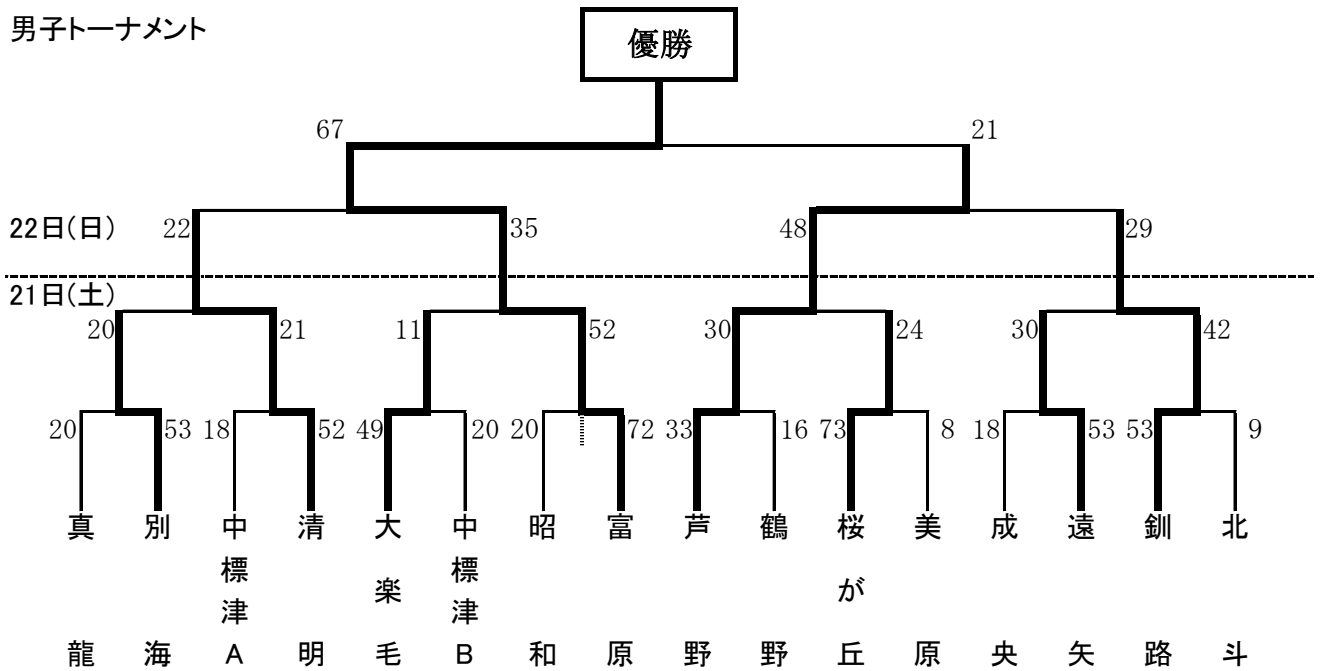 男子トーナメント
優勝
67 21
22日(日) 22 35 48 29
21日(土)
20 21 11 52 30 24 30 42
20 53 18 52 49 20 20 72 33 16 73 8 18 53 53 9
真龍
別海
中標津A
清明
大楽毛
中標津B
昭和
富原
芦野
鶴野
桜が丘
美原
成央
遠矢
釧路
北斗